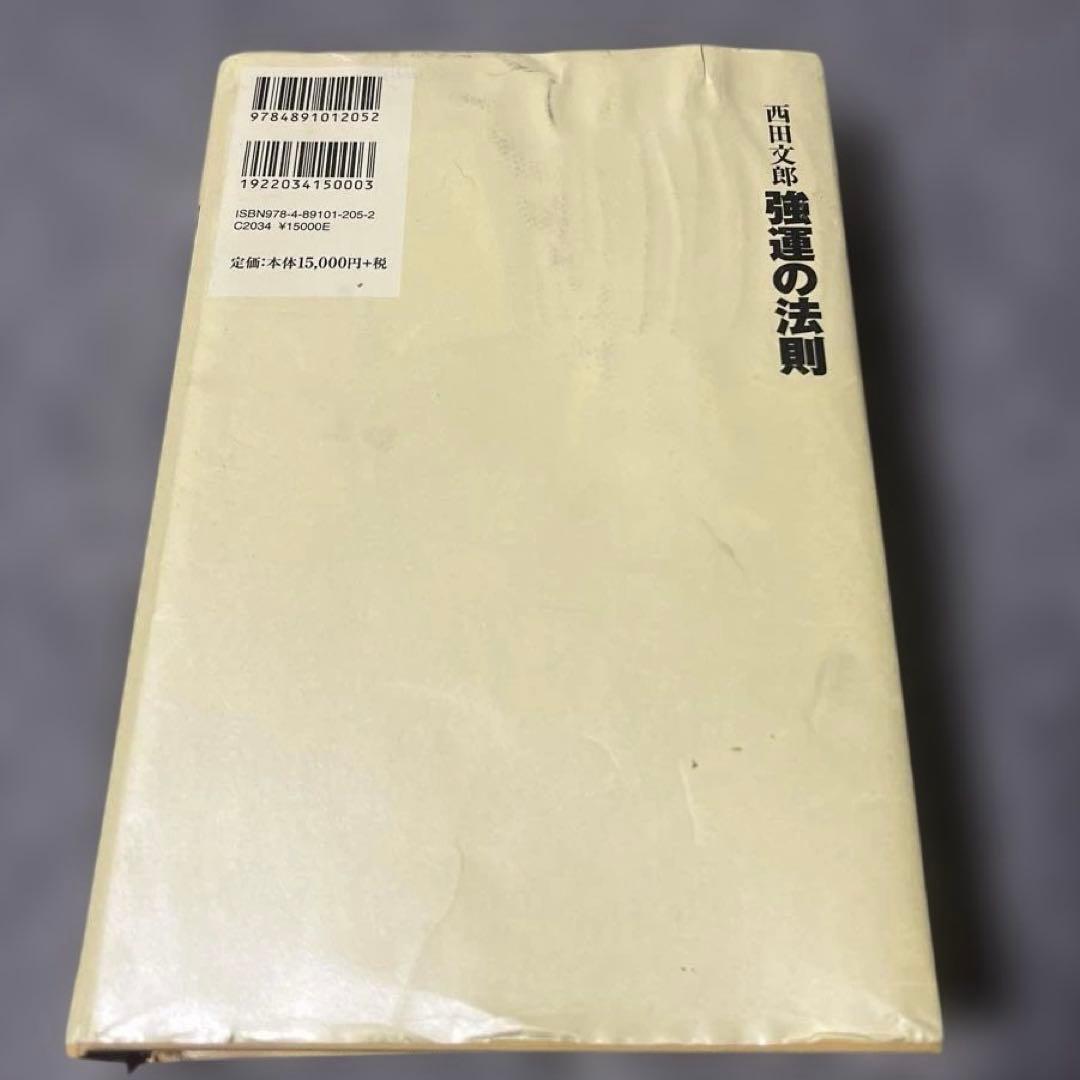 9784891012052
1922034150003
ISBN978-4-89101-205-2
C2034 ¥15000E
定価:本体15,000円+税
西田文郎 強運の法則